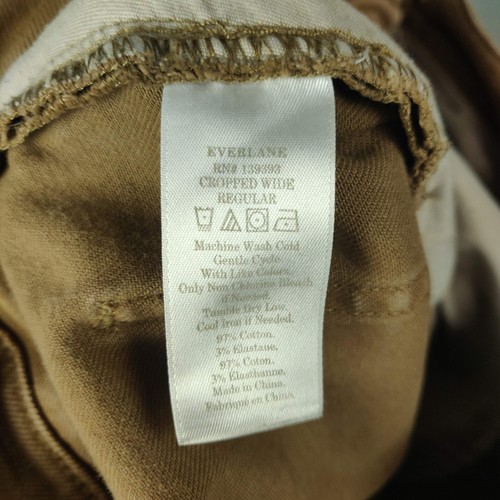 EVERLANE
RN# 139393
CROPPED WIDE
REGULAR
Machine Wash Cold
Gentle Cycle
With Like Colors.
Only Non Chlorine Bleach
if Needed.
Tumble Dry Low.
Cool Iron if Needed.
97% Cotton.
3% Elastane.
97% Coton.
3% Elasthanne.
Made in China.
Fabriqué en China.